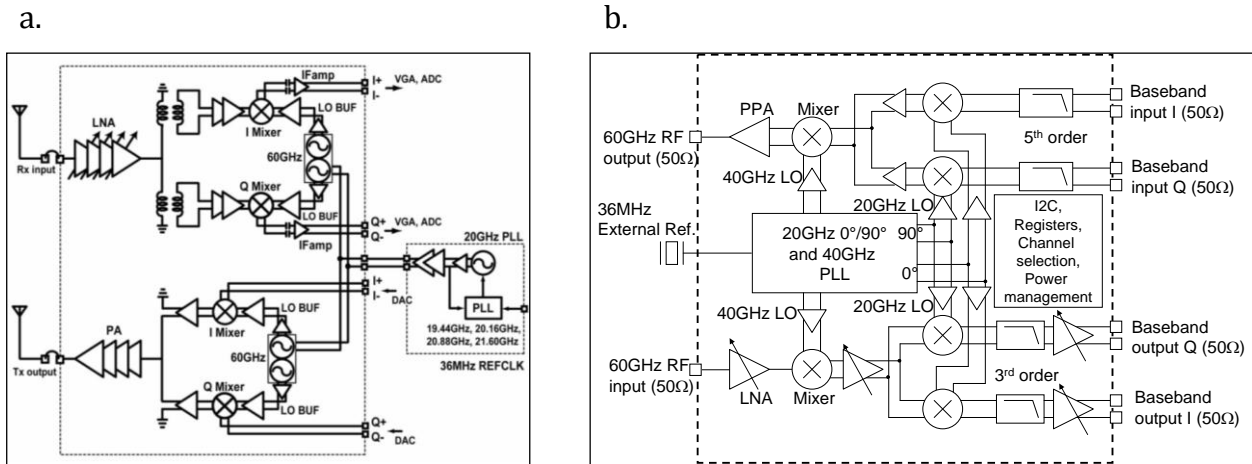 a.
IFamp
I+
I-
VGA, ADC
LO BUF
I Mixer
LNA
Rx input
60GHz
Q Mixer
LO BUF
Q+
Q-
VGA, ADC
IFamp
20GHz PLL
I+
I-
DAC
PLL
I Mixer
LO BUF
19.44GHz, 20.16GHz,
20.88GHz, 21.60GHz
PA
60GHz
36MHz REFCLK
Tx output
Q Mixer
LO BUF
Q+
Q-
DAC
b.
PPA
Mixer
Baseband
input I (50Ω)
60GHz RF
output (50Ω)
5th order
40GHz LO
Baseband
input Q (50Ω)
36MHz
External Ref.
20GHz LO
20GHz 0°/90°
and 40GHz
PLL
90°
0°
I2C,
Registers,
Channel
selection,
Power
management
40GHz LO
20GHz LO
Baseband
output Q (50Ω)
60GHz RF
input (50Ω)
LNA
Mixer
3rd order
Baseband
output I (50Ω)